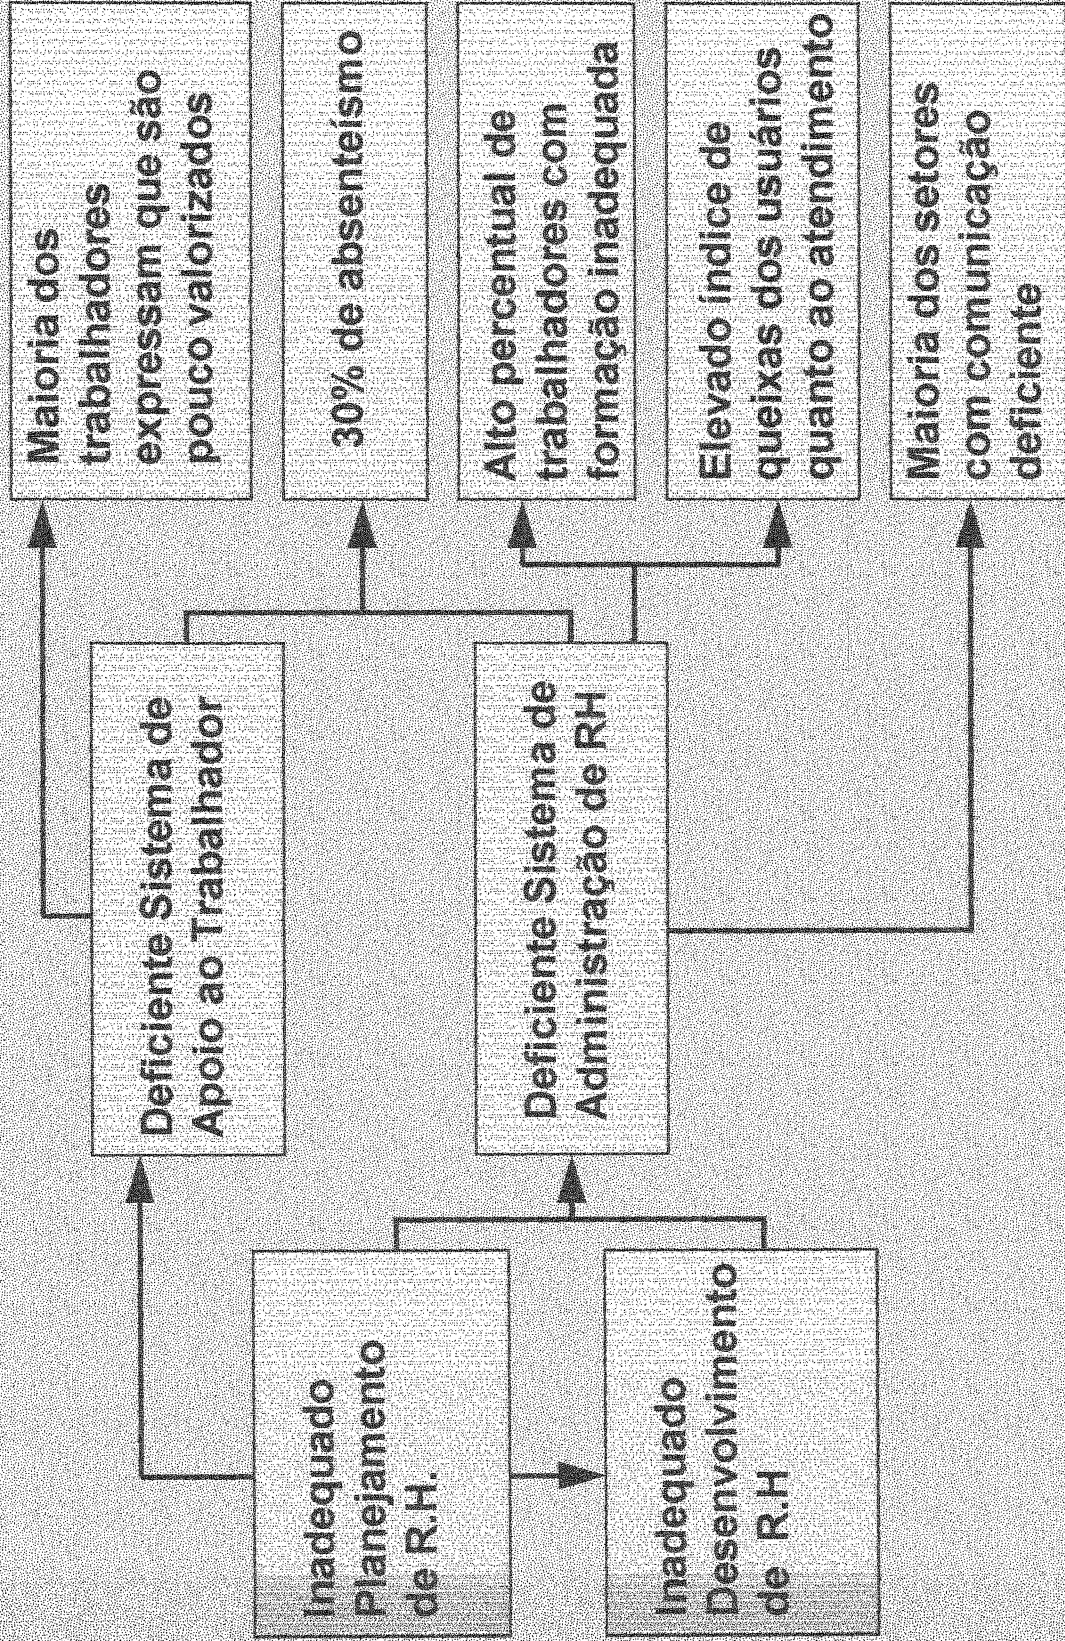 Inadequado
Planejamento
de R.H.
Inadequado
Desenvolvimento
de R.H
Deficiente Sistema de
Apoio ao Trabalhador
Deficiente Sistema de
Administração de RH
Maioria dos
trabalhadores
expressam que são
pouco valorizados
30% de absenteísmo
Alto percentual de
trabalhadores com
formação inadequada
Elevado índice de
queixas dos usuários
quanto ao atendimento
Maioria dos setores
com comunicação
deficiente